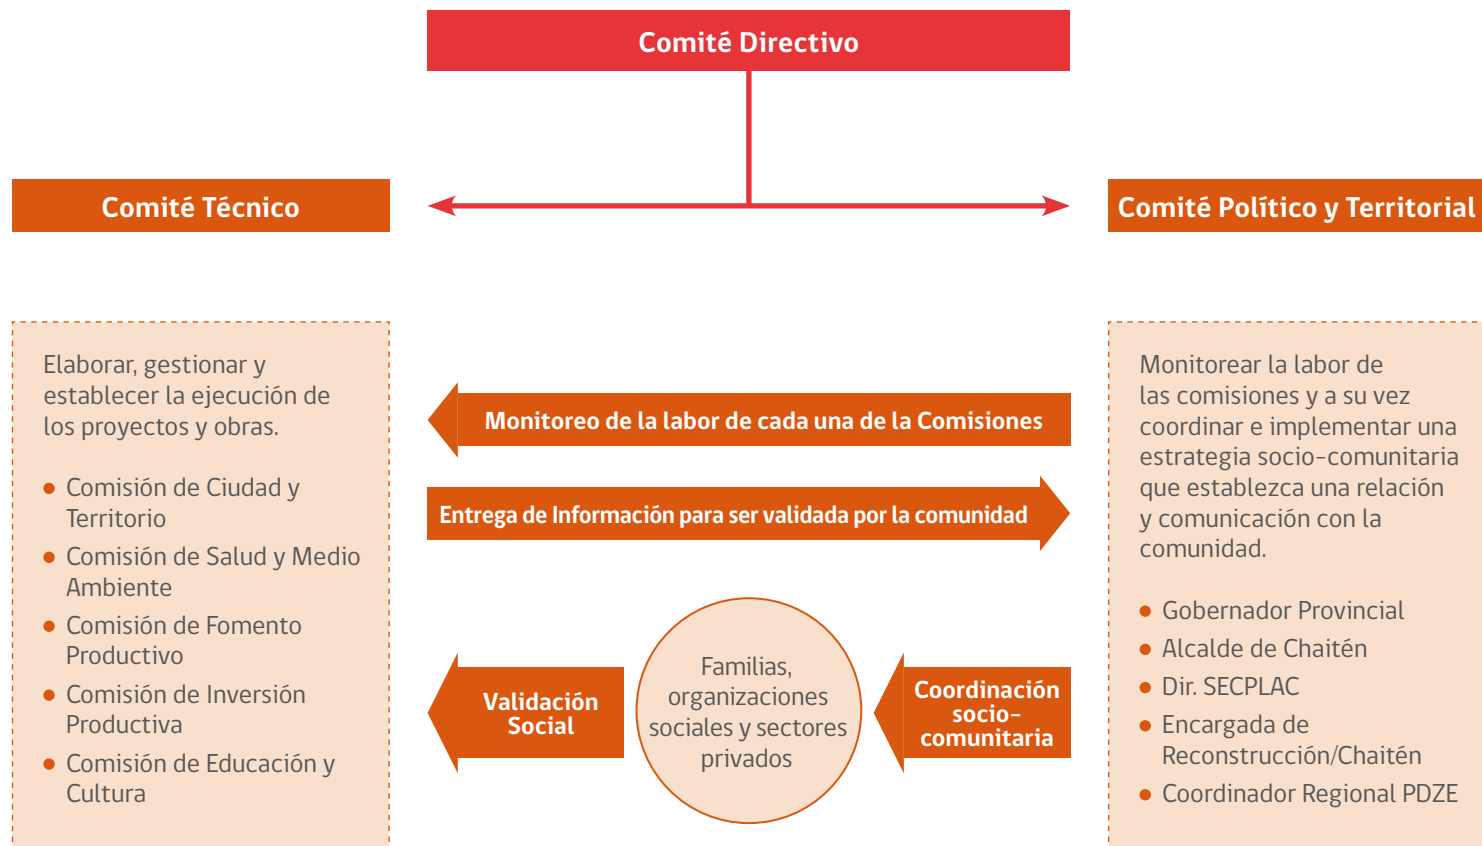 Comité Directivo
Comité Técnico
Comité Político y Territorial
Elaborar, gestionar y
establecer la ejecución de
los proyectos y obras.
Comisión de Ciudad y
Territorio
Comisión de Salud y Medio
Ambiente
Comisión de Fomento
Productivo
Comisión de Inversión
Productiva
Comisión de Educación y
Cultura
Monitoreo de la labor de cada una de la Comisiones
Entrega de Información para ser validada por la comunidad
Validación
Social
Familias,
organizaciones
sociales y sectores
privados
Coordinación
socio-
comunitaria
Monitorear la labor de
las comisiones y a su vez
coordinar e implementar una
estrategia socio-comunitaria
que establezca una relación
y comunicación con la
comunidad.
Gobernador Provincial
Alcalde de Chaitén
Dir. SECPLAC
Encargada de
Reconstrucción/Chaitén
Coordinador Regional PDZE